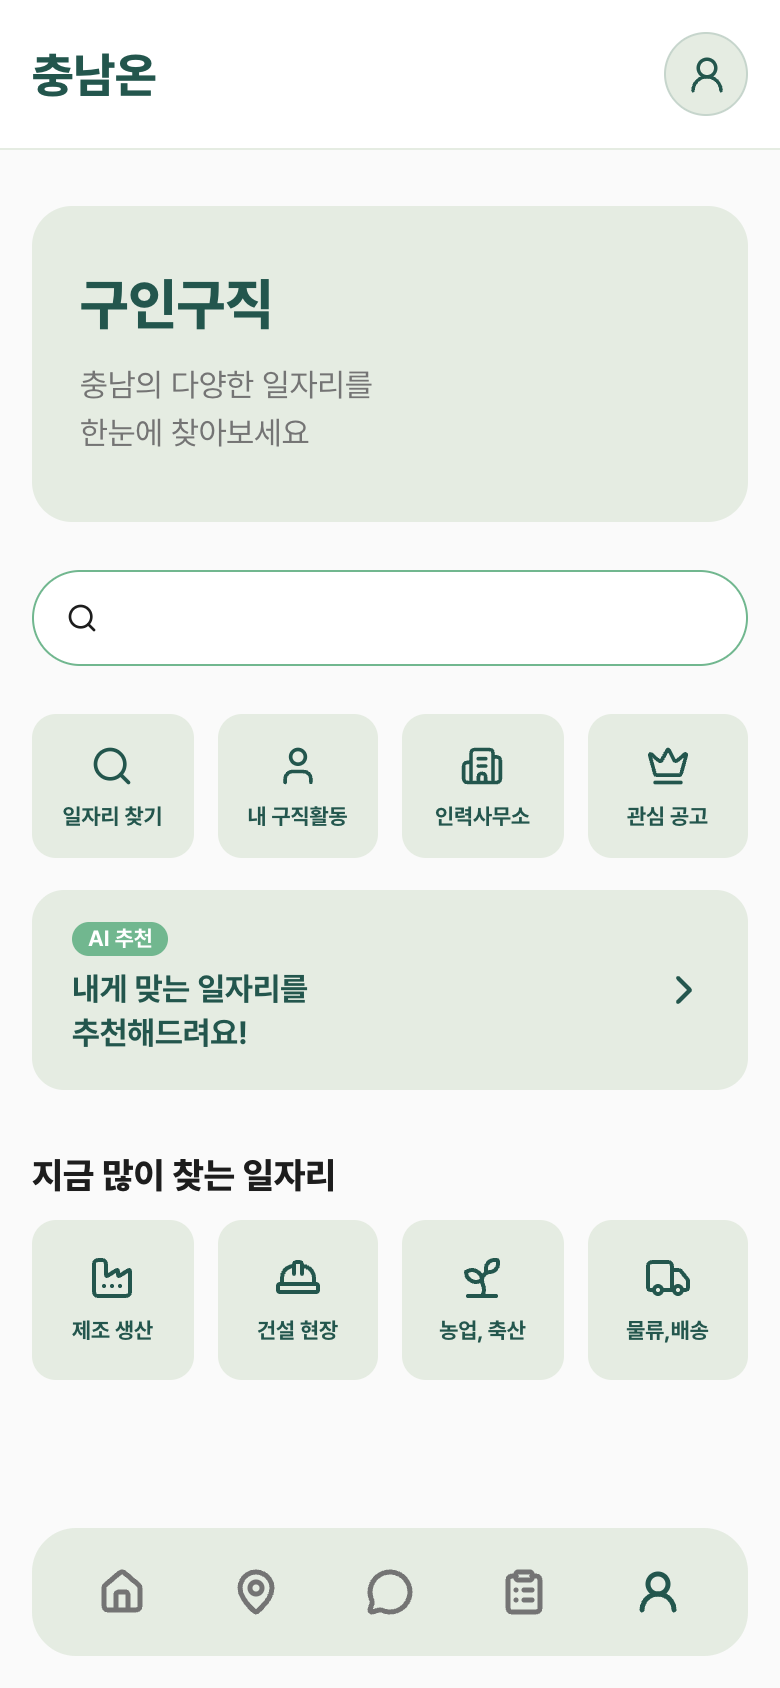 충남온
구인구직
충남의 다양한 일자리를
한눈에 찾아보세요
일자리 찾기
내 구직활동
인력사무소
관심 공고
AI 추천
내게 맞는 일자리를
추천해드려요!
지금 많이 찾는 일자리
제조 생산
건설 현장
농업, 축산
물류,배송